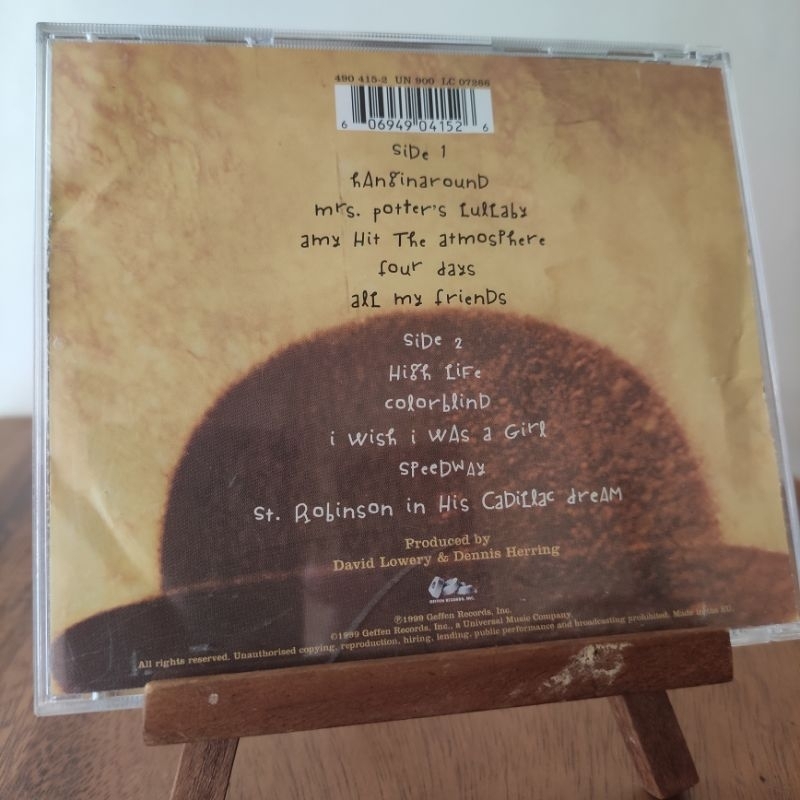 490 415-2 UN 900 LC 07266
6 06949 04152 6
SiDe 1
hAnginarounD
mrs. potter's LulLaby
amy Hit The atmosPhere
four days
alL my frienDs
SiDe 2
HigH LiFe
colorblinD
i wish i wAs a GirL
sPeeDwAy
st. Robinson in His CaDiLlac dreAM
Produced by
David Lowery & Dennis Herring
GEFFEN RECORDS, INC.
℗1999 Geffen Records, Inc.
©1999 Geffen Records, Inc., a Universal Music Company.
All rights reserved. Unauthorised copying, reproduction, hiring, lending, public performance and broadcasting prohibited. Made in the EU.